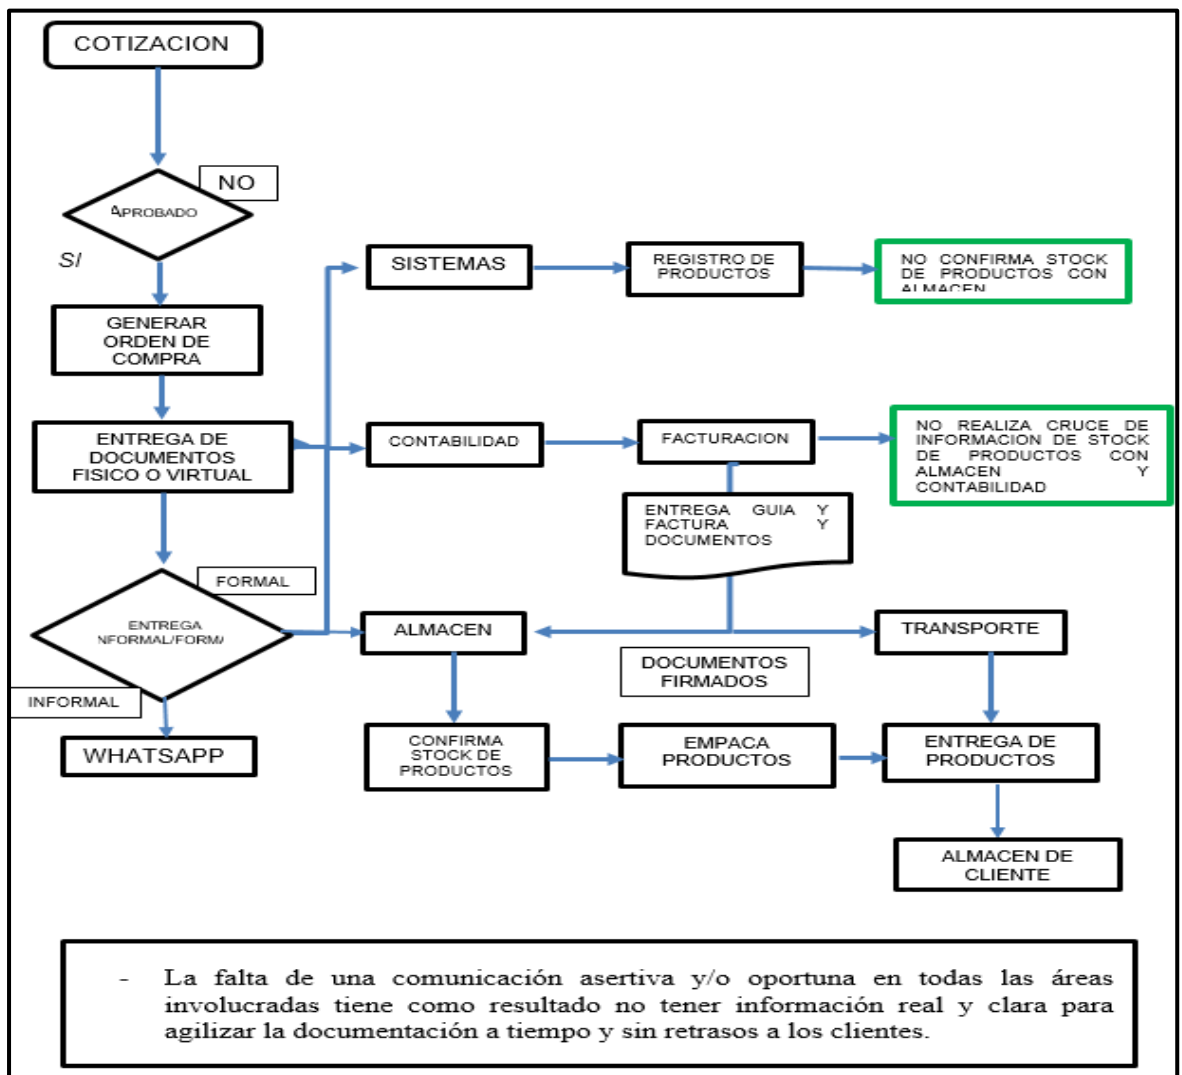 COTIZACION
NO
APROBADO
SI
SISTEMAS
REGISTRO DE
PRODUCTOS
NO CONFIRMA STOCK
DE PRODUCTOS CON
ALMACEN
GENERAR
ORDEN DE
COMPRA
ENTREGA DE
DOCUMENTOS
FISICO O VIRTUAL
CONTABILIDAD
FACTURACION
NO REALIZA CRUCE DE
INFORMACION DE STOCK
DE PRODUCTOS CON
ALMACEN Y
CONTABILIDAD
ENTREGA GUIA Y
FACTURA Y
DOCUMENTOS
FORMAL
ENTREGA
NFORMAL/FORM/
INFORMAL
WHATSAPP
ALMACEN
TRANSPORTE
DOCUMENTOS
FIRMADOS
CONFIRMA
STOCK DE
PRODUCTOS
EMPACA
PRODUCTOS
ENTREGA DE
PRODUCTOS
ALMACEN DE
CLIENTE
- La falta de una comunicación asertiva y/o oportuna en todas las áreas
involucradas tiene como resultado no tener información real y clara para
agilizar la documentación a tiempo y sin retrasos a los clientes.